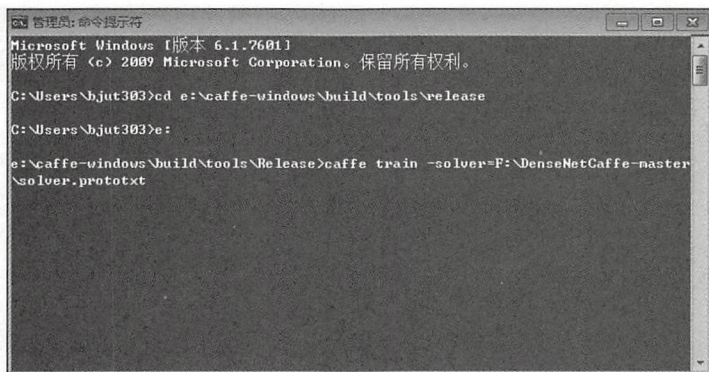 管理员: 命令提示符
Microsoft Windows [版本 6.1.7601]
版权所有 (c) 2009 Microsoft Corporation。保留所有权利。
C:\Users\bjut303>cd e:\caffe-windows\build\tools\release
C:\Users\bjut303>e:
e:\caffe-windows\build\tools\Release>caffe train -solver=F:\DenseNetCaffe-master
\solver.prototxt